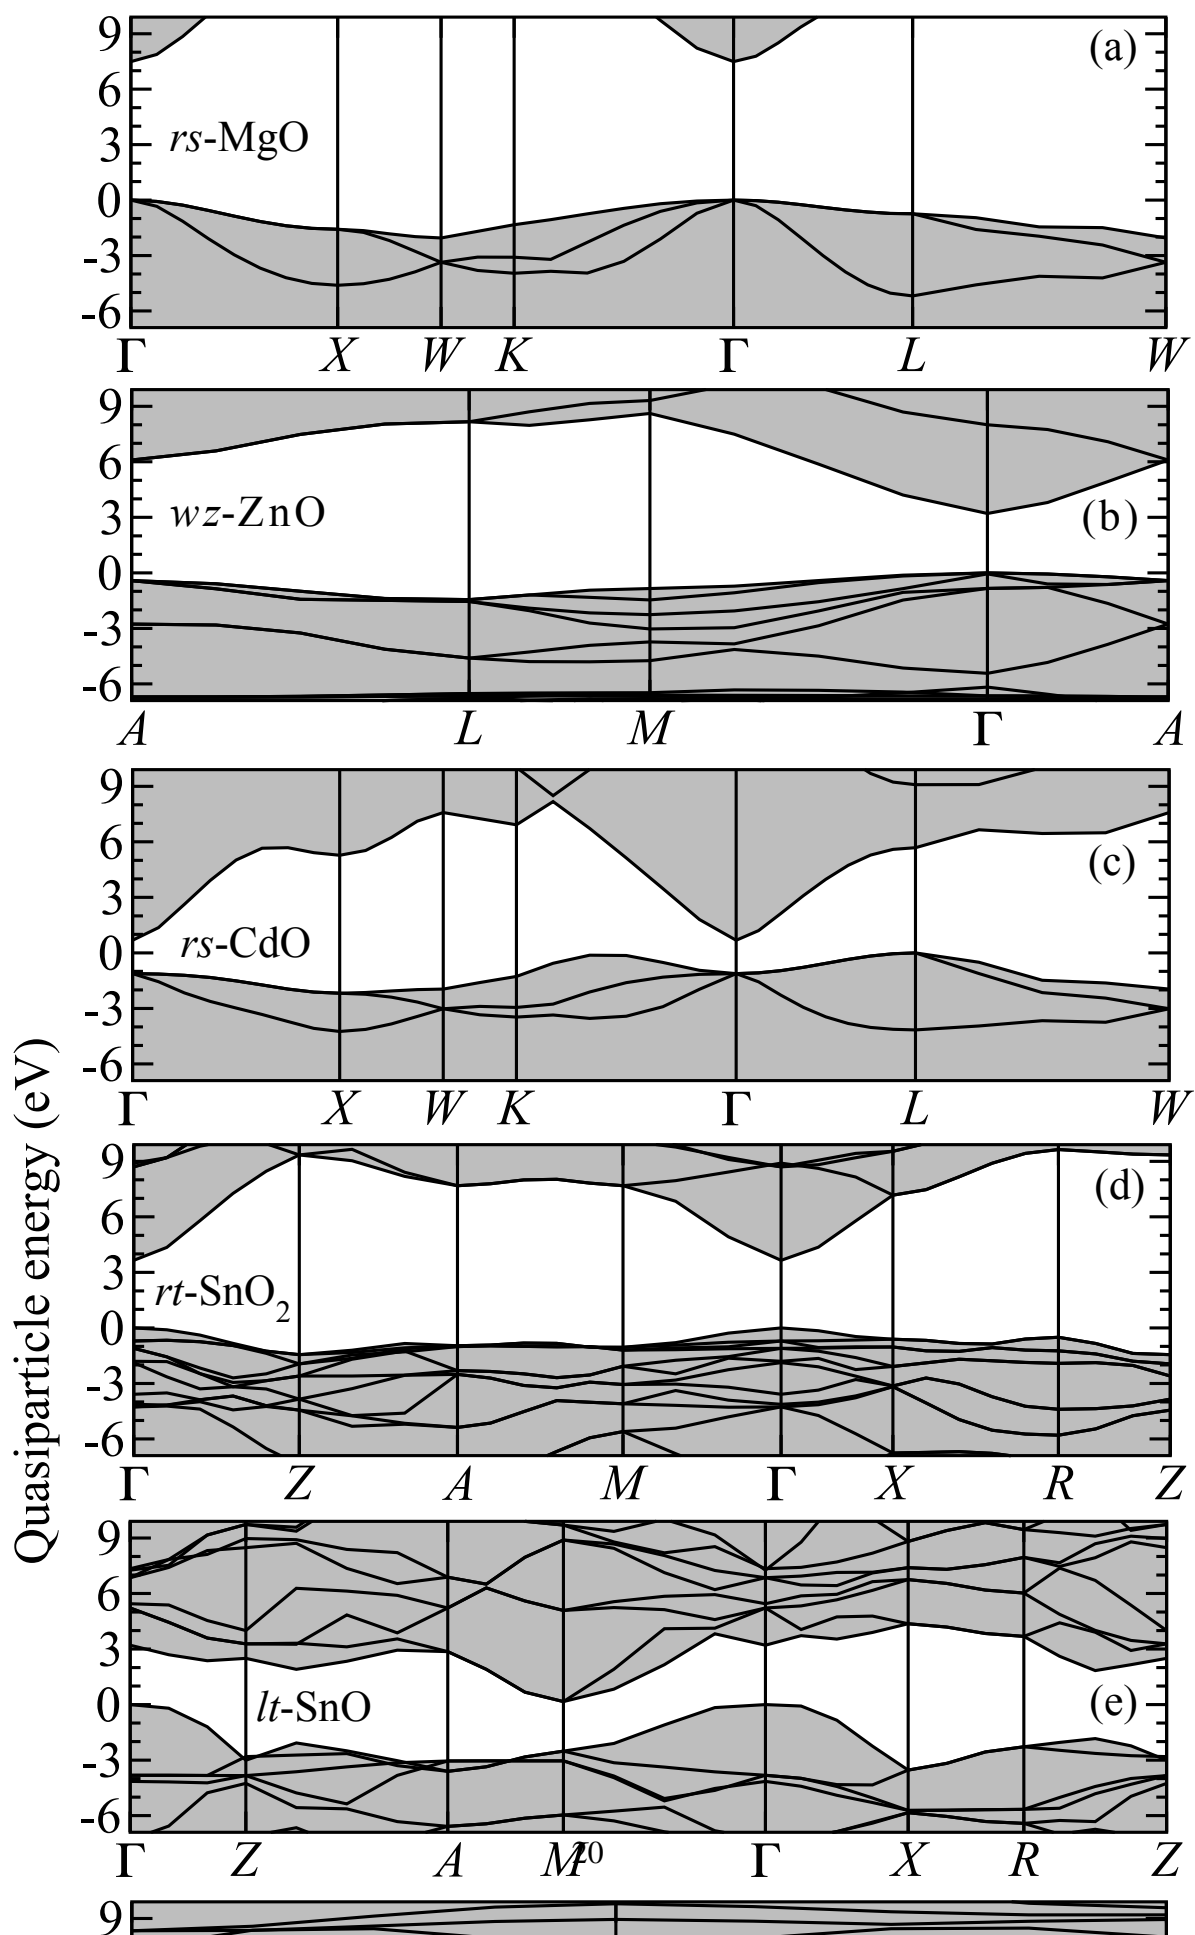 Quasiparticle energy (eV)
9
6
3
0
-3
-6
(a)
rs-MgO
Γ X W K Γ L W
9
6
3
0
-3
-6
wz-ZnO
(b)
A L M Γ A
9
6
3
0
-3
-6
(c)
rs-CdO
Γ X W K Γ L W
9
6
3
0
-3
-6
(d)
rt-SnO2
Γ Z A M Γ X R Z
9
6
3
0
-3
-6
lt-SnO
(e)
Γ Z A M Γ X R Z
20
9